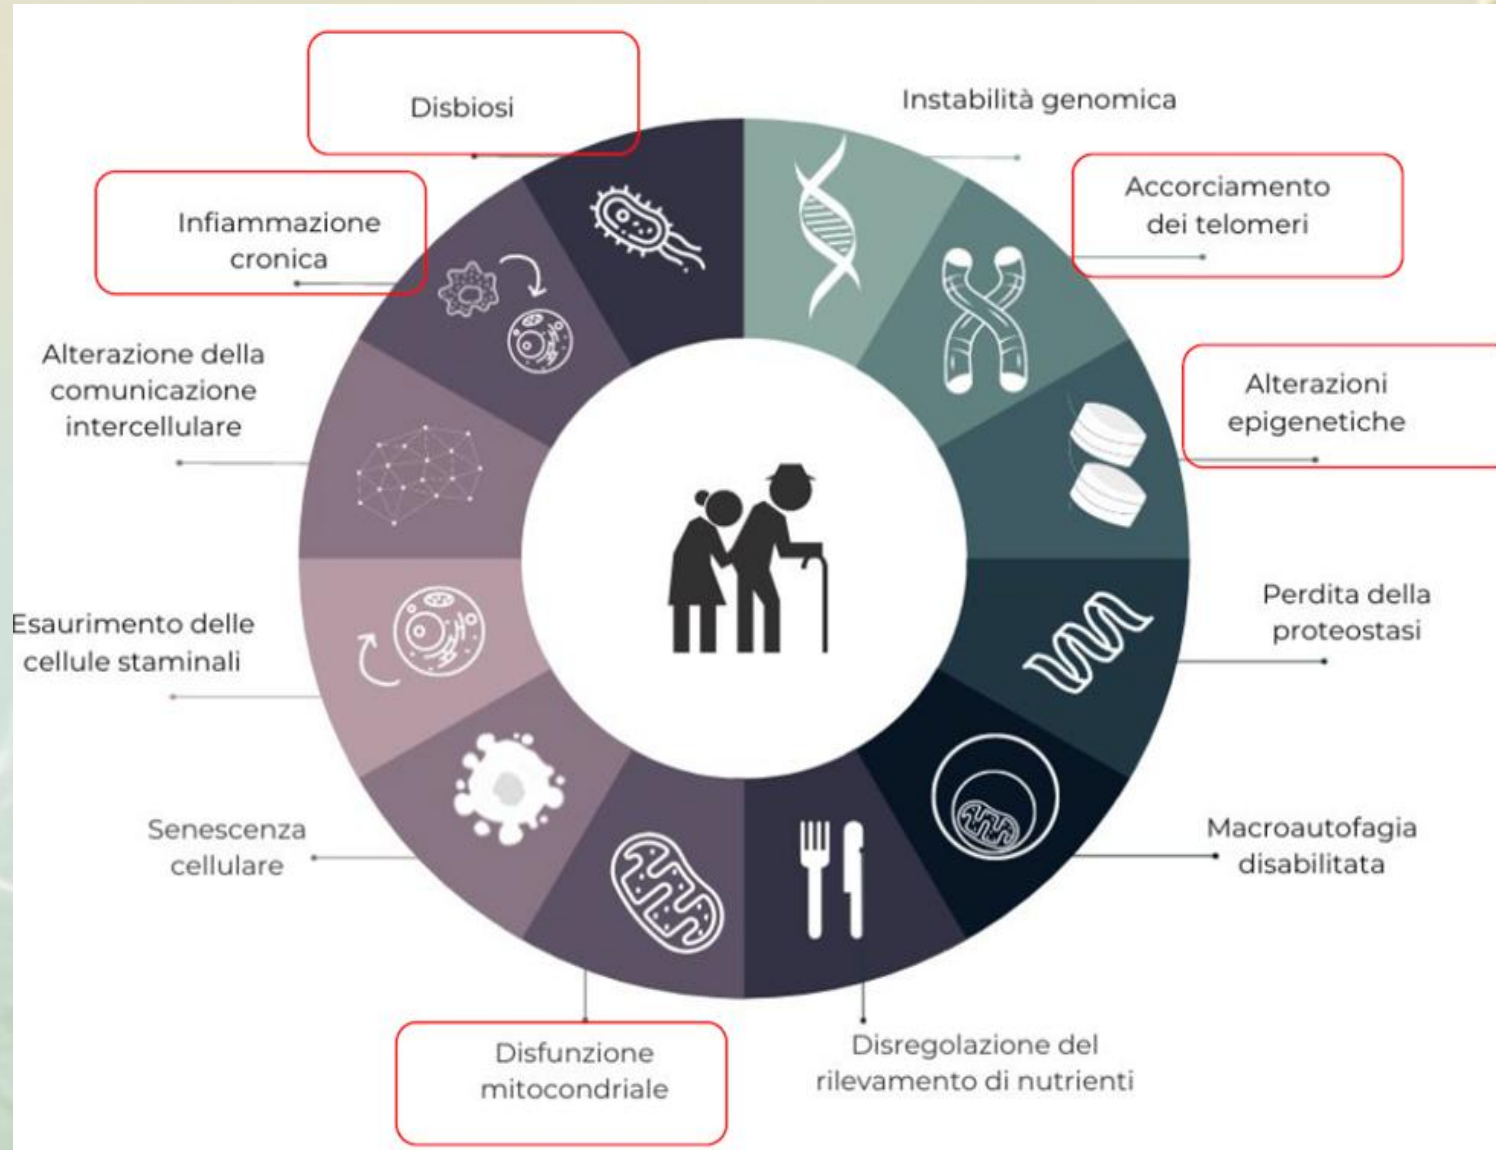 Disbiosi
Instabilità genomica
Accorciamento
dei telomeri
Alterazioni
epigenetiche
Perdita della
proteostasi
Macroautofagia
disabilitata
Disregolazione del
rilevamento di nutrienti
Disfunzione
mitocondriale
Senescenza
cellulare
Esaurimento delle
cellule staminali
Alterazione della
comunicazione
intercellulare
Infiammazione
cronica